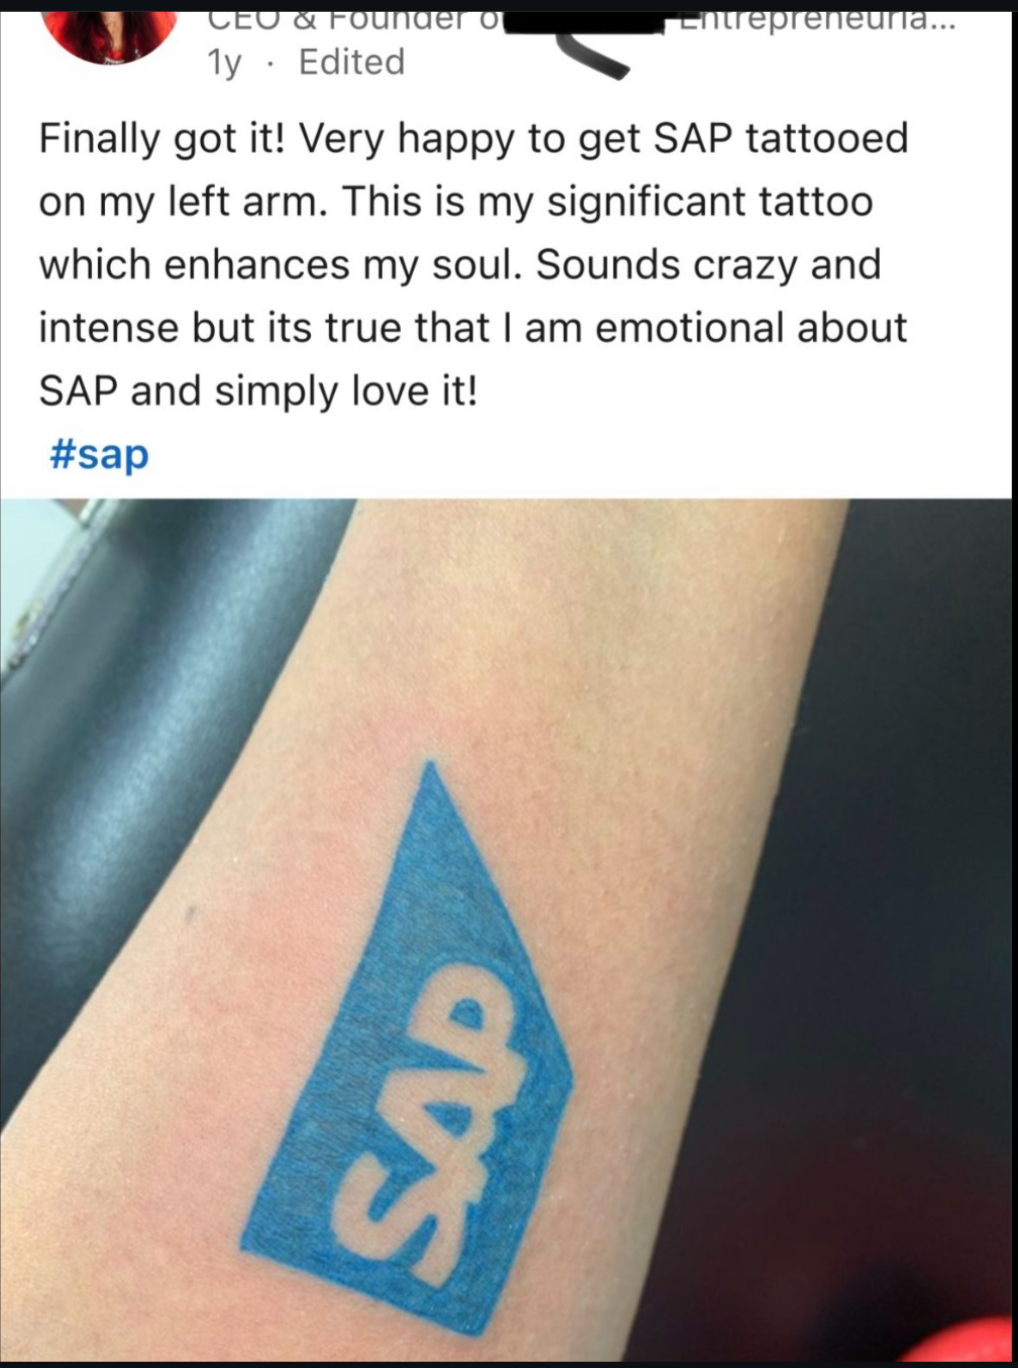 CEO & Founder o Entrepreneuria...
1y · Edited
Finally got it! Very happy to get SAP tattooed
on my left arm. This is my significant tattoo
which enhances my soul. Sounds crazy and
intense but its true that I am emotional about
SAP and simply love it!
#sap
SAP